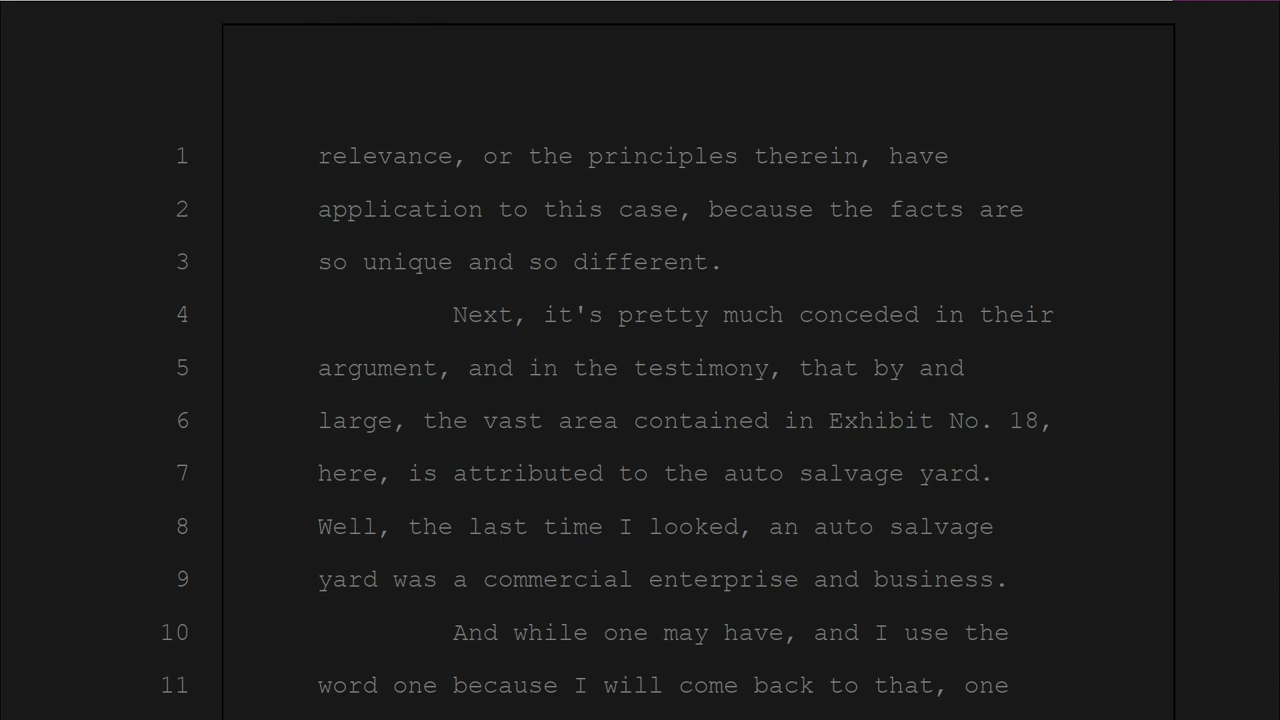 1 relevance, or the principles therein, have
2 application to this case, because the facts are
3 so unique and so different.
4 Next, it's pretty much conceded in their
5 argument, and in the testimony, that by and
6 large, the vast area contained in Exhibit No. 18,
7 here, is attributed to the auto salvage yard.
8 Well, the last time I looked, an auto salvage
9 yard was a commercial enterprise and business.
10 And while one may have, and I use the
11 word one because I will come back to that, one